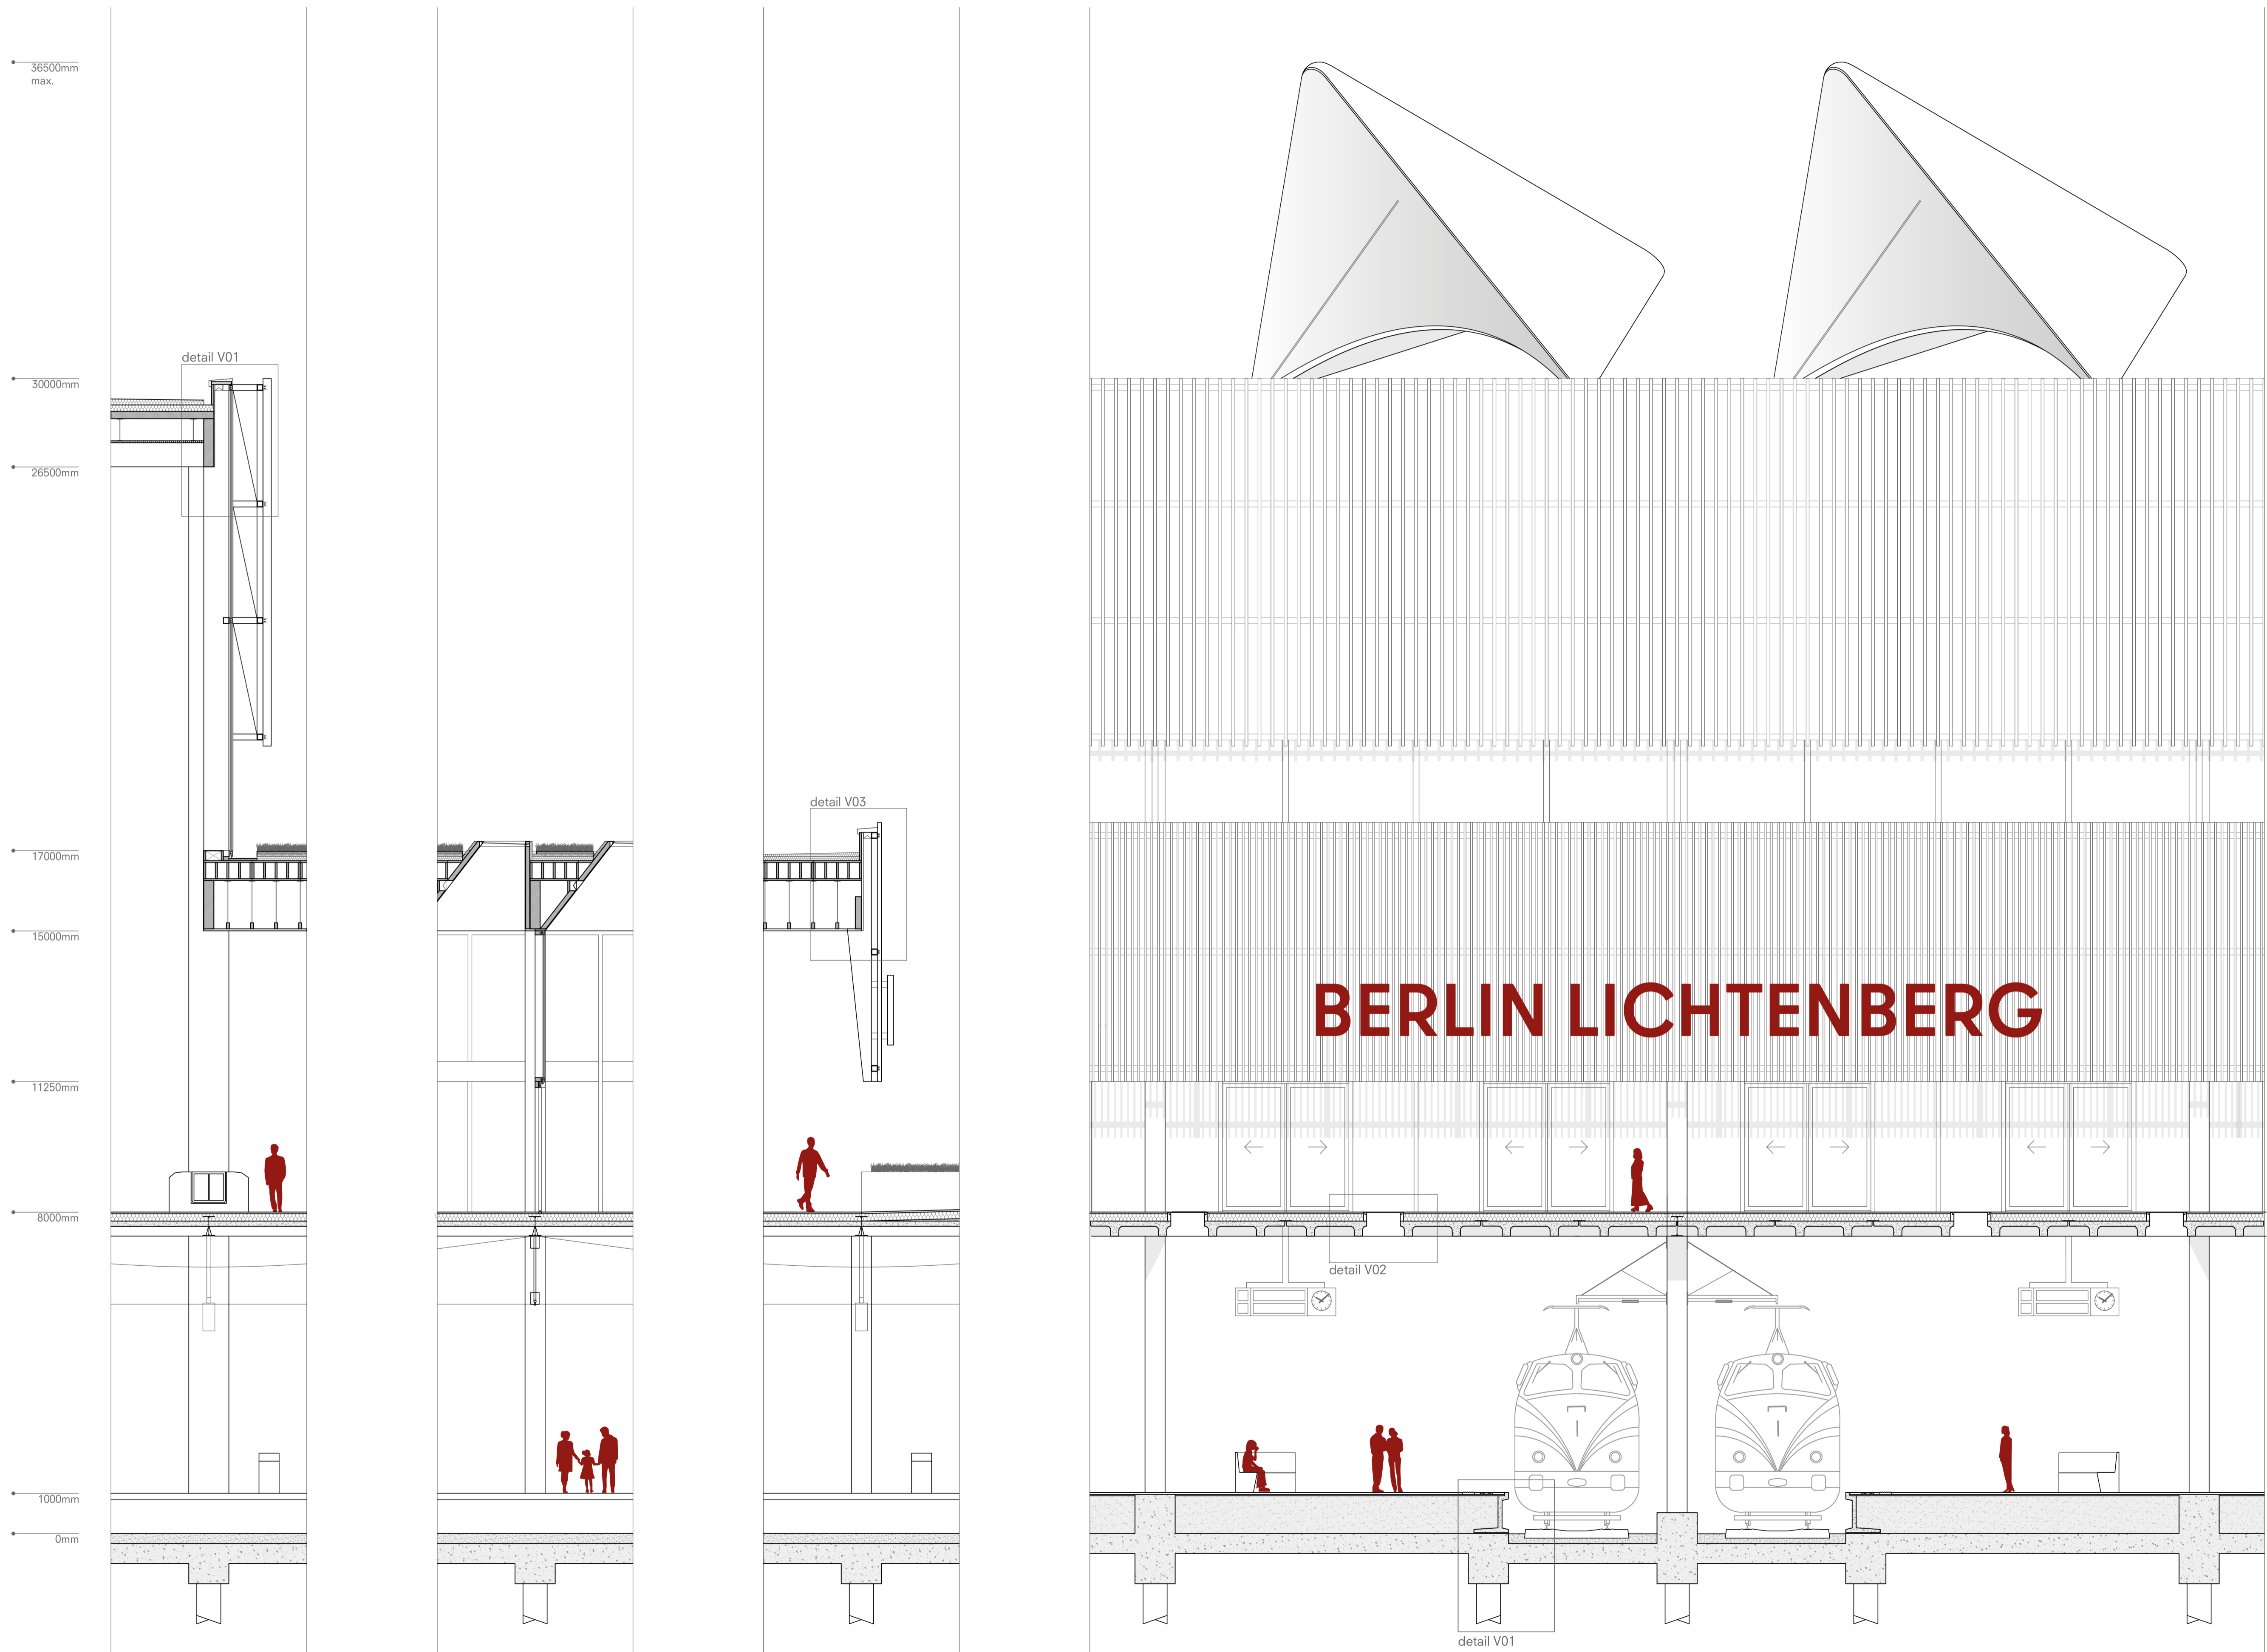 36500mm
max.
detail V01
30000mm
26500mm
detail V03
17000mm
15000mm
BERLIN LICHTENBERG
11250mm
8000mm
detail V02
1000mm
0mm
detail V01